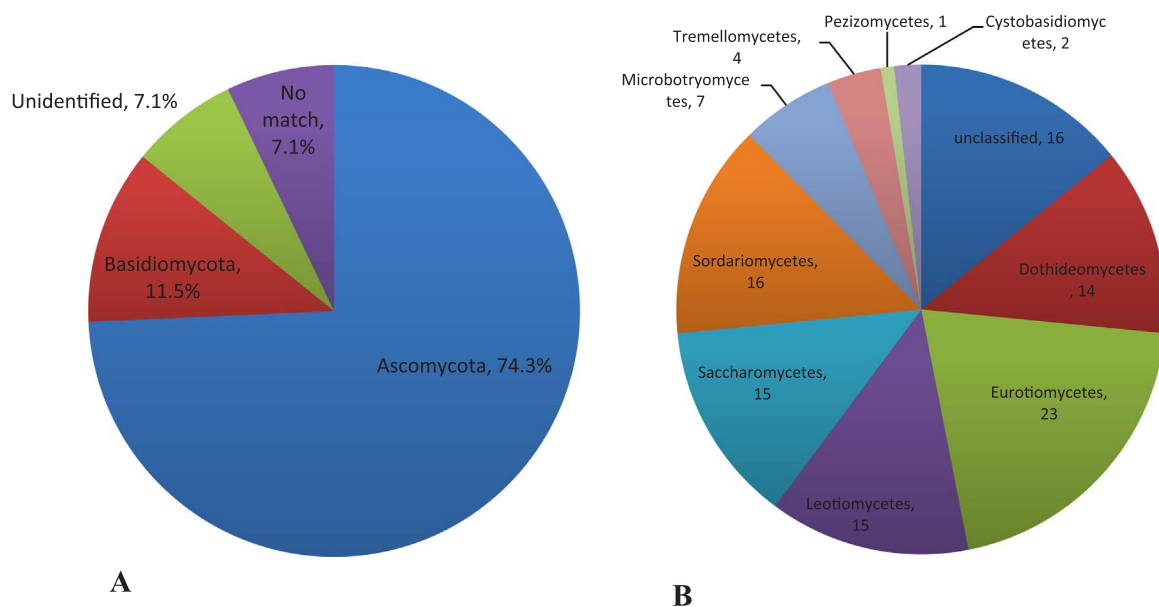 No
match,
7.1%
Unidentified, 7.1%
Basidiomycota,
11.5%
Ascomycota, 74.3%
A
Pezizomycetes, 1
Cystobasidiomyc
etes, 2
Tremellomycetes,
4
Microbotryomyce
tes, 7
unclassified, 16
Sordariomycetes,
16
Dothideomycetes
, 14
Saccharomycetes,
15
Eurotiomycetes,
23
Leotiomycetes,
15
B